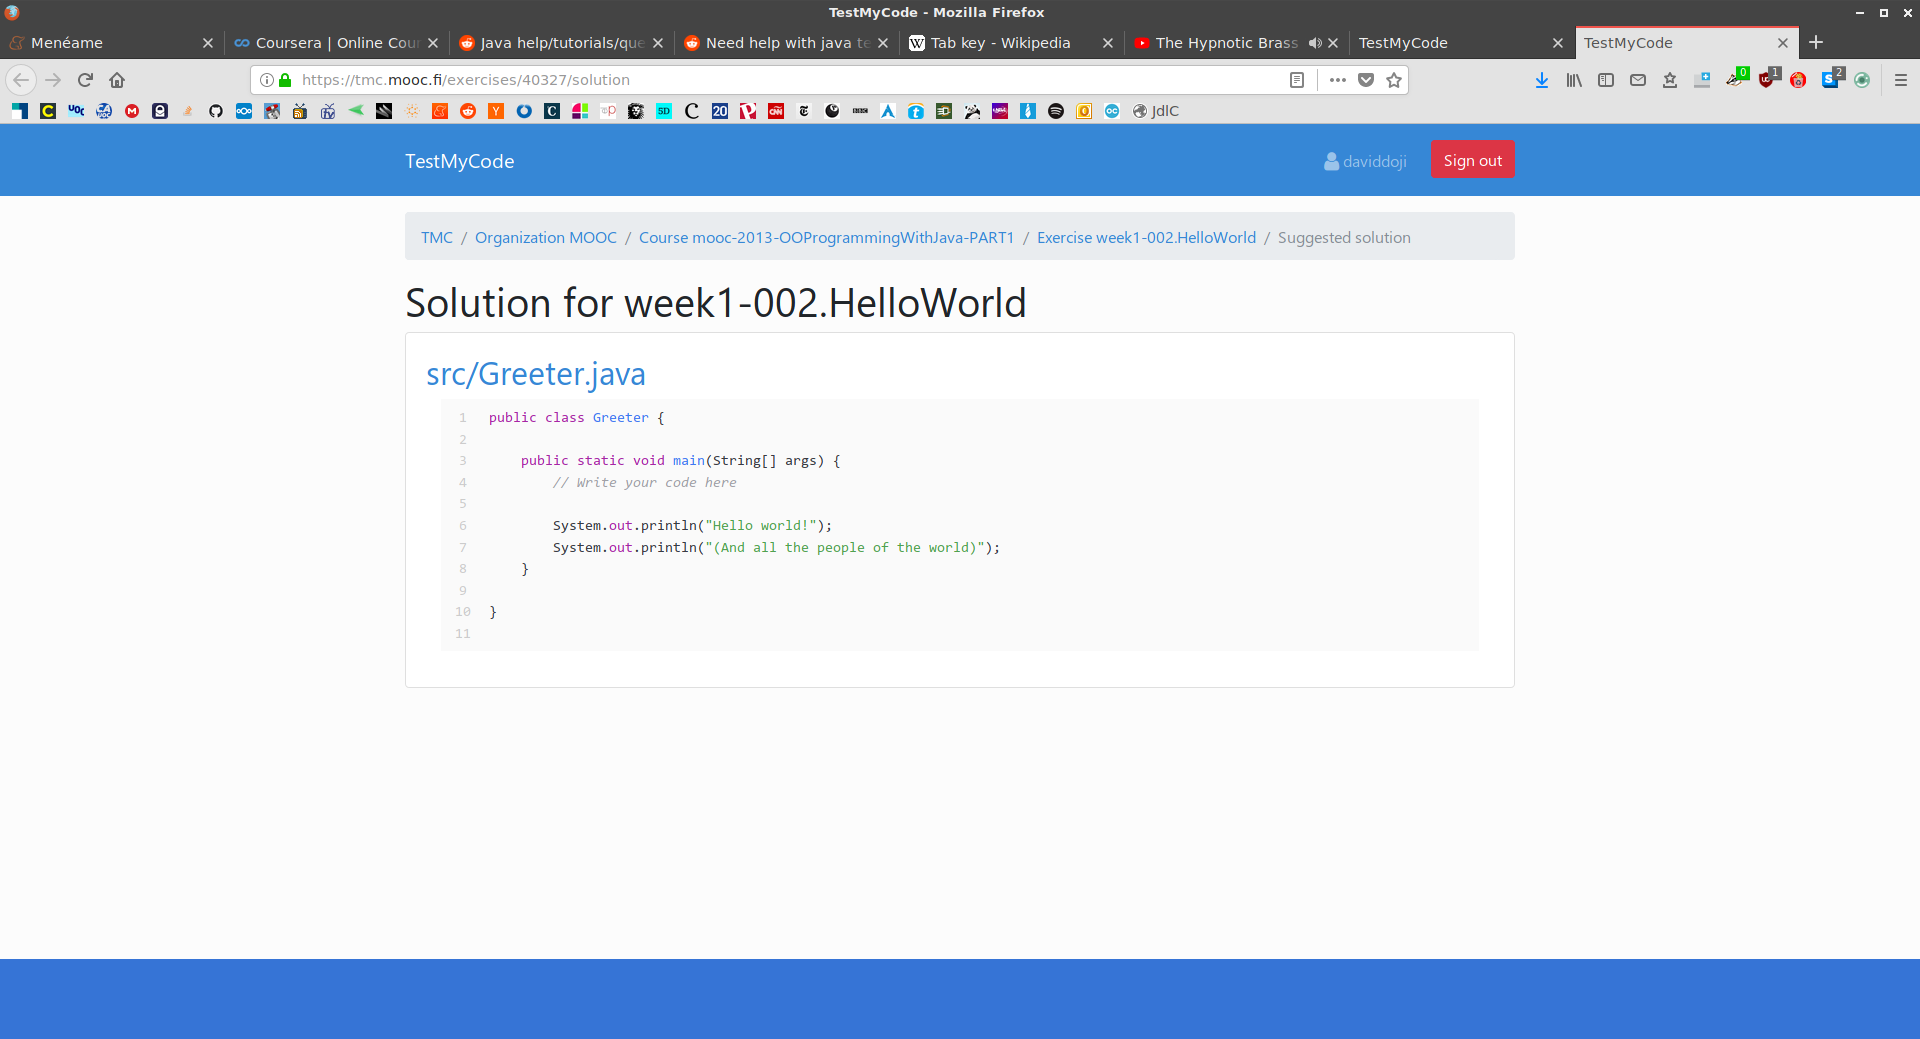 TestMyCode - Mozilla Firefox
Menéame
Coursera | Online Cou
Java help/tutorials/que
Need help with java te
Tab key - Wikipedia
The Hypnotic Brass
TestMyCode
TestMyCode
https://tmc.mooc.fi/exercises/40327/solution
0
1
2
JdlC
TestMyCode
daviddoji
Sign out
TMC / Organization MOOC / Course mooc-2013-OOProgrammingWithJava-PART1 / Exercise week1-002.HelloWorld / Suggested solution
Solution for week1-002.HelloWorld
src/Greeter.java
1 public class Greeter {
2
3 public static void main(String[] args) {
4 // Write your code here
5
6 System.out.println("Hello world!");
7 System.out.println("(And all the people of the world)");
8 }
9
10 }
11